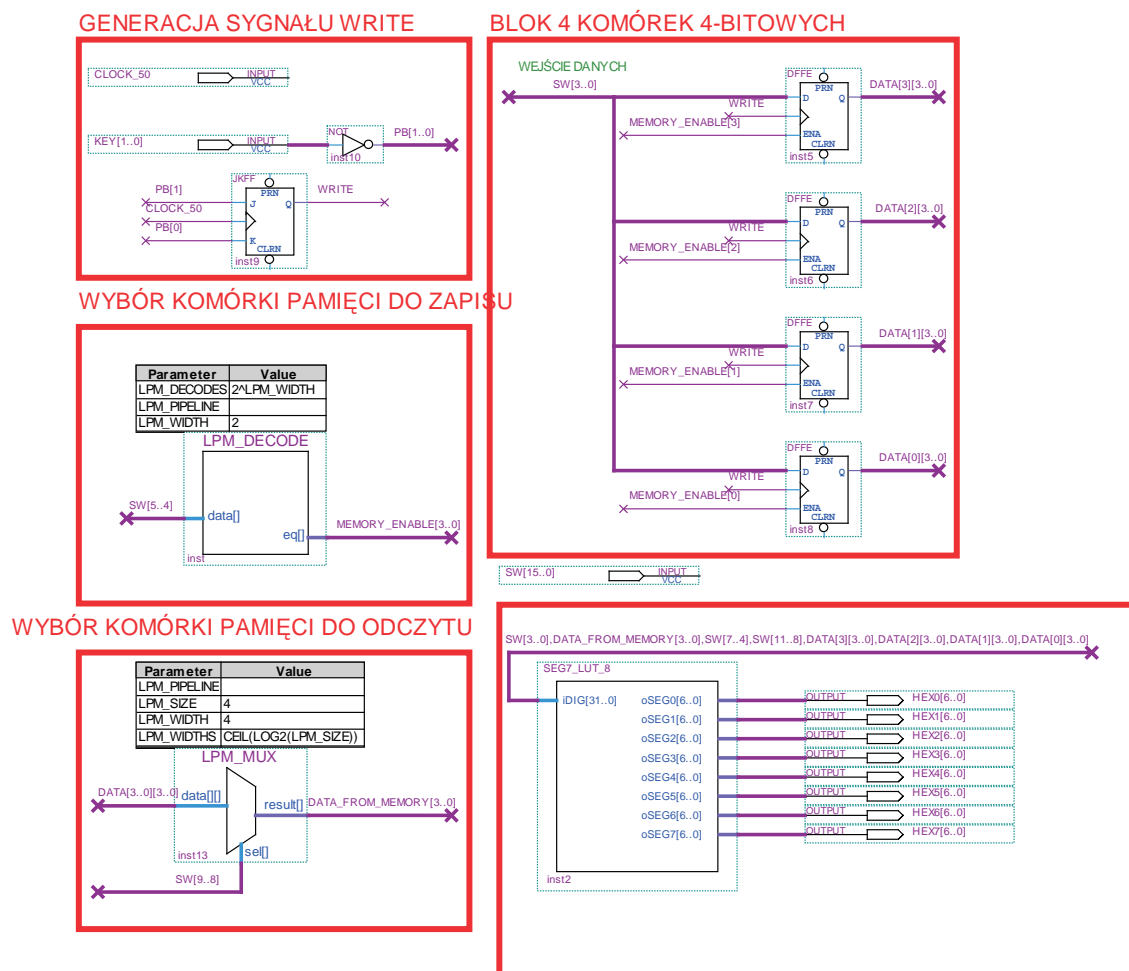 GENERACJA SYGNAŁU WRITE
CLOCK_50
INPUT
VCC
KEY[1..0]
INPUT
VCC
NOT
inst10
PB[1..0]
JKFF
PRN
PB[1]
J
Q
WRITE
CLOCK_50
PB[0]
K
CLRN
inst9
BLOK 4 KOMÓREK 4-BITOWYCH
WEJŚCIE DANYCH
SW[3..0]
DFFE
PRN
D
Q
DATA[3][3..0]
WRITE
MEMORY_ENABLE[3]
ENA
CLRN
inst5
DFFE
PRN
D
Q
DATA[2][3..0]
WRITE
MEMORY_ENABLE[2]
ENA
CLRN
inst6
DFFE
PRN
D
Q
DATA[1][3..0]
WRITE
MEMORY_ENABLE[1]
ENA
CLRN
inst7
DFFE
PRN
D
Q
DATA[0][3..0]
WRITE
MEMORY_ENABLE[0]
ENA
CLRN
inst8
WYBÓR KOMÓRKI PAMIĘCI DO ZAPISU
Parameter Value
LPM_DECODES 2^LPM_WIDTH
LPM_PIPELINE
LPM_WIDTH 2
LPM_DECODE
SW[5..4]
data[]
eq[]
MEMORY_ENABLE[3..0]
inst
SW[15..0]
INPUT
VCC
WYBÓR KOMÓRKI PAMIĘCI DO ODCZYTU
Parameter Value
LPM_PIPELINE
LPM_SIZE 4
LPM_WIDTH 4
LPM_WIDTHS CEIL(LOG2(LPM_SIZE))
LPM_MUX
DATA[3..0][3..0]
data[][]
result[]
DATA_FROM_MEMORY[3..0]
sel[]
inst13
SW[9..8]
SW[3..0],DATA_FROM_MEMORY[3..0],SW[7..4],SW[11..8],DATA[3][3..0],DATA[2][3..0],DATA[1][3..0],DATA[0][3..0]
SEG7_LUT_8
iDIG[31..0]
oSEG0[6..0] OUTPUT HEX0[6..0]
oSEG1[6..0] OUTPUT HEX1[6..0]
oSEG2[6..0] OUTPUT HEX2[6..0]
oSEG3[6..0] OUTPUT HEX3[6..0]
oSEG4[6..0] OUTPUT HEX4[6..0]
oSEG5[6..0] OUTPUT HEX5[6..0]
oSEG6[6..0] OUTPUT HEX6[6..0]
oSEG7[6..0] OUTPUT HEX7[6..0]
inst2